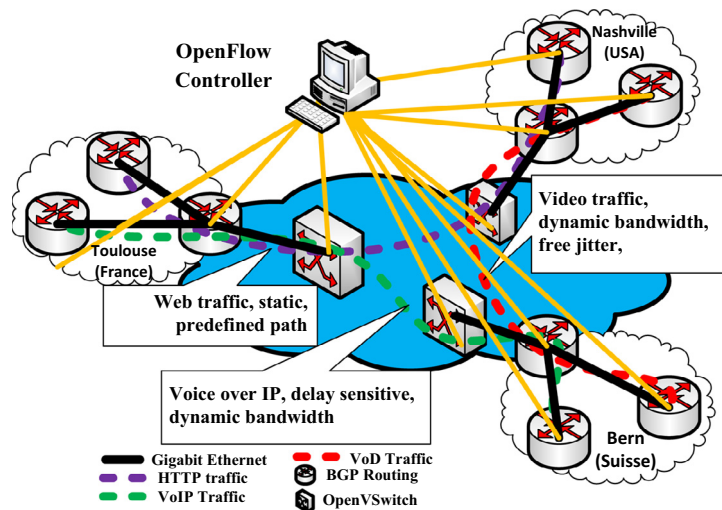 OpenFlow
Controller
Nashville
(USA)
Toulouse
(France)
Video traffic,
dynamic bandwidth,
free jitter,
Web traffic, static,
predefined path
Voice over IP, delay sensitive,
dynamic bandwidth
Bern
(Suisse)
Gigabit Ethernet
HTTP traffic
VoIP Traffic
VoD Traffic
BGP Routing
OpenVSwitch